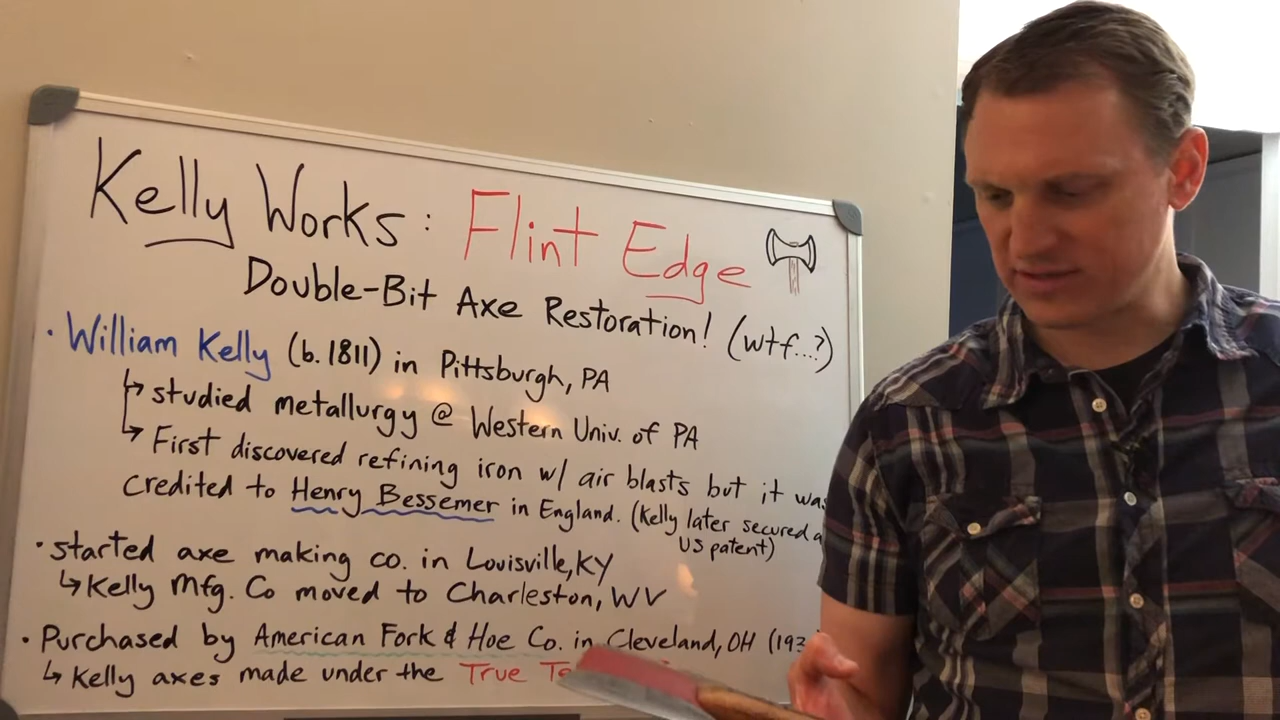 Kelly Works: Flint Edge
Double-Bit Axe Restoration! (wtf...?)
• William Kelly (b. 1811) in Pittsburgh, PA
↳ studied metallurgy @ Western Univ. of PA
↳ First discovered refining iron w/ air blasts but it was
credited to Henry Bessemer in England. (Kelly later secured a
US patent)
• started axe making co. in Louisville, KY
↳ Kelly Mfg. Co moved to Charleston, WV
• Purchased by American Fork & Hoe Co. in Cleveland, OH (193
↳ Kelly axes made under the True